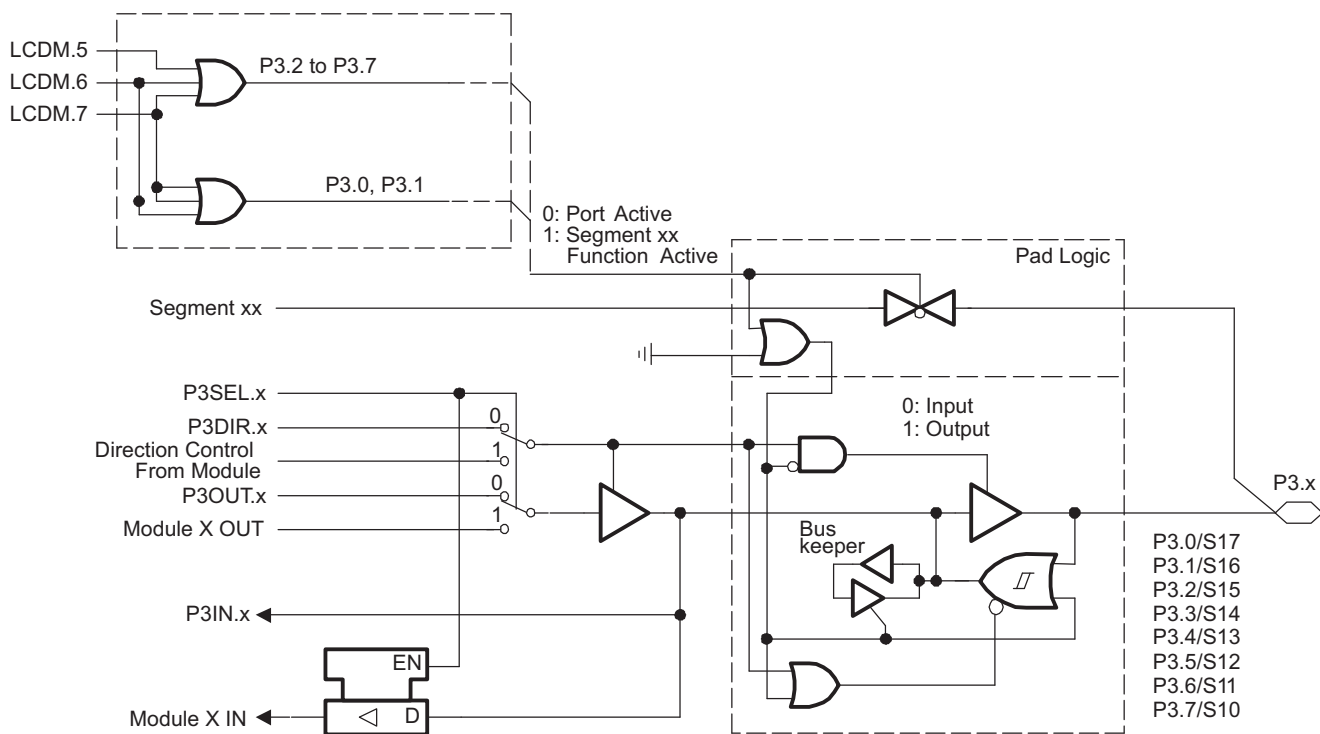 LCDM.5
LCDM.6
LCDM.7
P3.2 to P3.7
P3.0, P3.1
0: Port Active
1: Segment xx
Function Active
Pad Logic
Segment xx
P3SEL.x
P3DIR.x
0
Direction Control
From Module
1
P3OUT.x
0
Module X OUT
1
0: Input
1: Output
Bus
keeper
P3.x
P3.0/S17
P3.1/S16
P3.2/S15
P3.3/S14
P3.4/S13
P3.5/S12
P3.6/S11
P3.7/S10
P3IN.x
EN
Module X IN
D